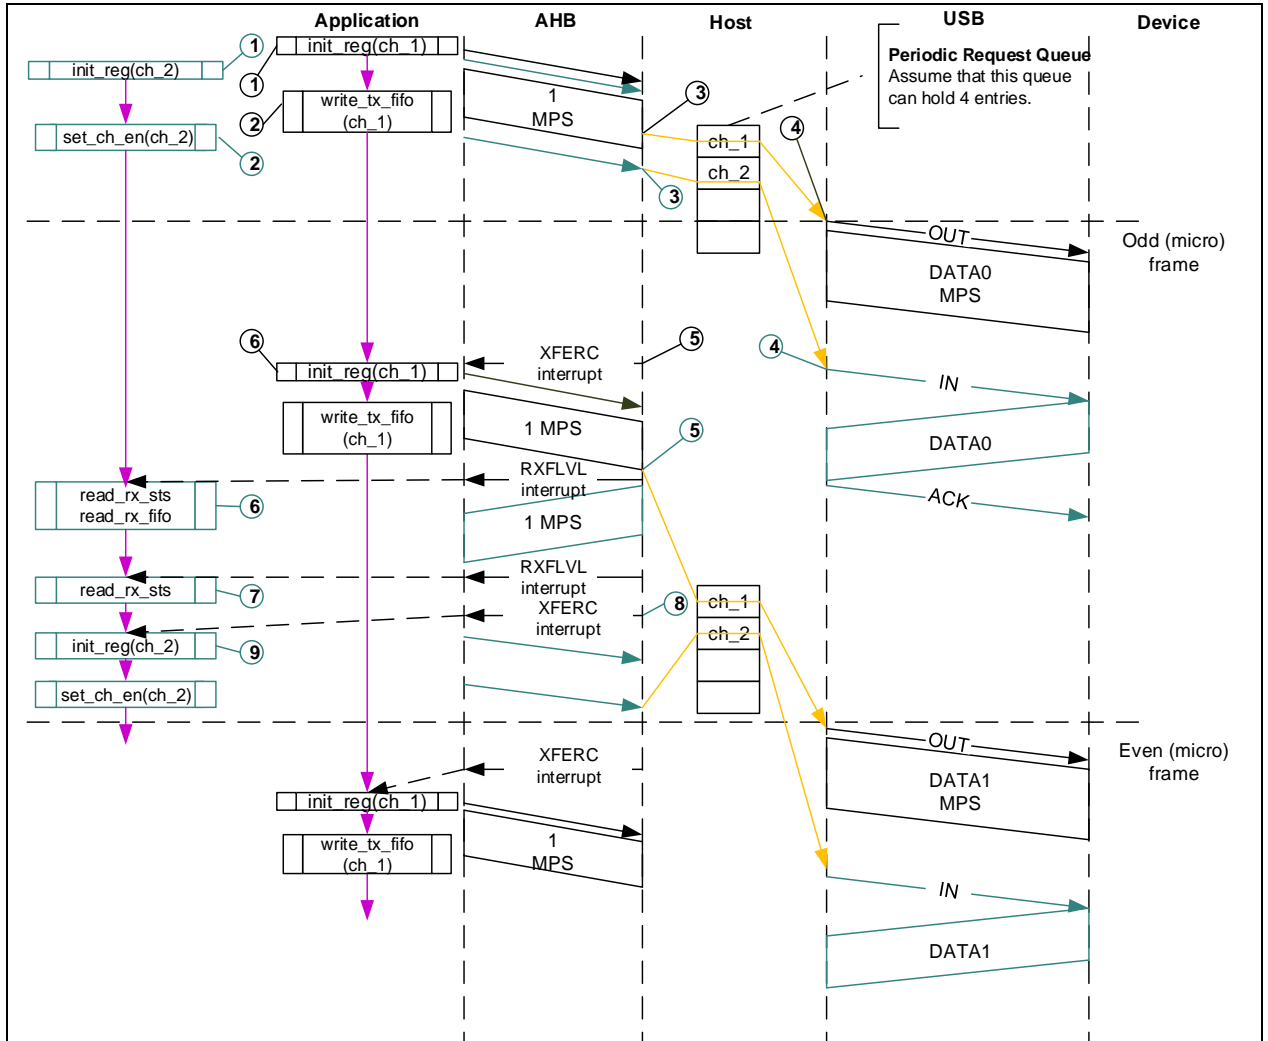 Application
AHB
Host
USB
Device
1
init_reg(ch_1)
Periodic Request Queue
Assume that this queue
can hold 4 entries.
init_reg(ch_2)
1
1
MPS
3
write_tx_fifo
(ch_1)
2
4
set_ch_en(ch_2)
2
ch_1
ch_2
3
OUT
Odd (micro)
frame
DATA0
MPS
6
5
4
XFERC
interrupt
init_reg(ch_1)
IN
write_tx_fifo
(ch_1)
1 MPS
5
DATA0
RXFLVL
interrupt
read_rx_sts
read_rx_fifo
6
ACK
1 MPS
RXFLVL
interrupt
read_rx_sts
7
XFERC
interrupt
8
ch_1
ch_2
init_reg(ch_2)
9
set_ch_en(ch_2)
OUT
Even (micro)
frame
XFERC
interrupt
DATA1
MPS
init_reg(ch_1)
write_tx_fifo
(ch_1)
1
MPS
IN
DATA1